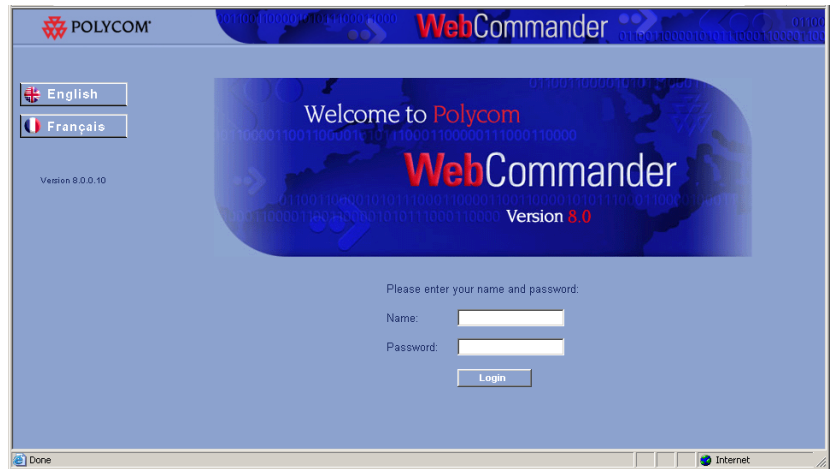 POLYCOM
WebCommander
English
Français
Version 8.0.0.10
Welcome to Polycom
WebCommander
Version 8.0
Please enter your name and password:
Name:
Password:
Login
Done
Internet